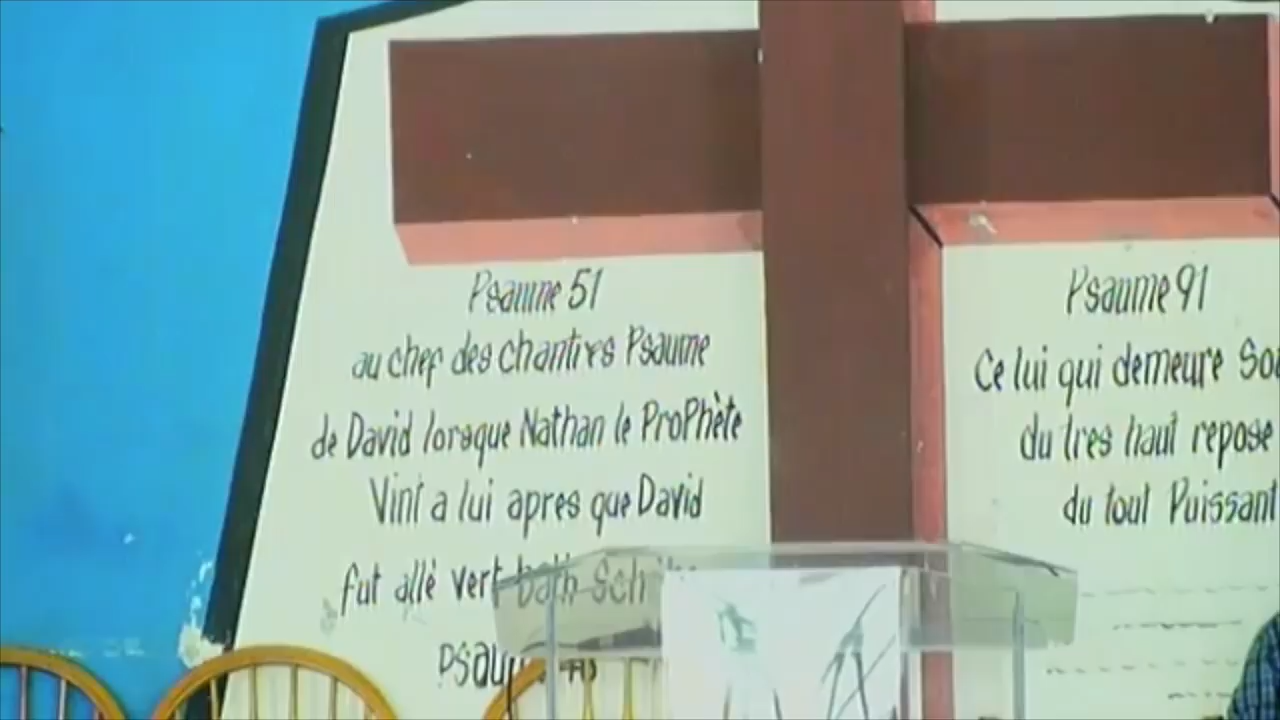 Psaume 51
au chef des chantres Psaume
de David lorsque Nathan le ProPhète
Vint a lui apres que David
fut allé vert bath
Psaume 91
Ce lui qui demeure
du tres haut repose
du tout Puissant